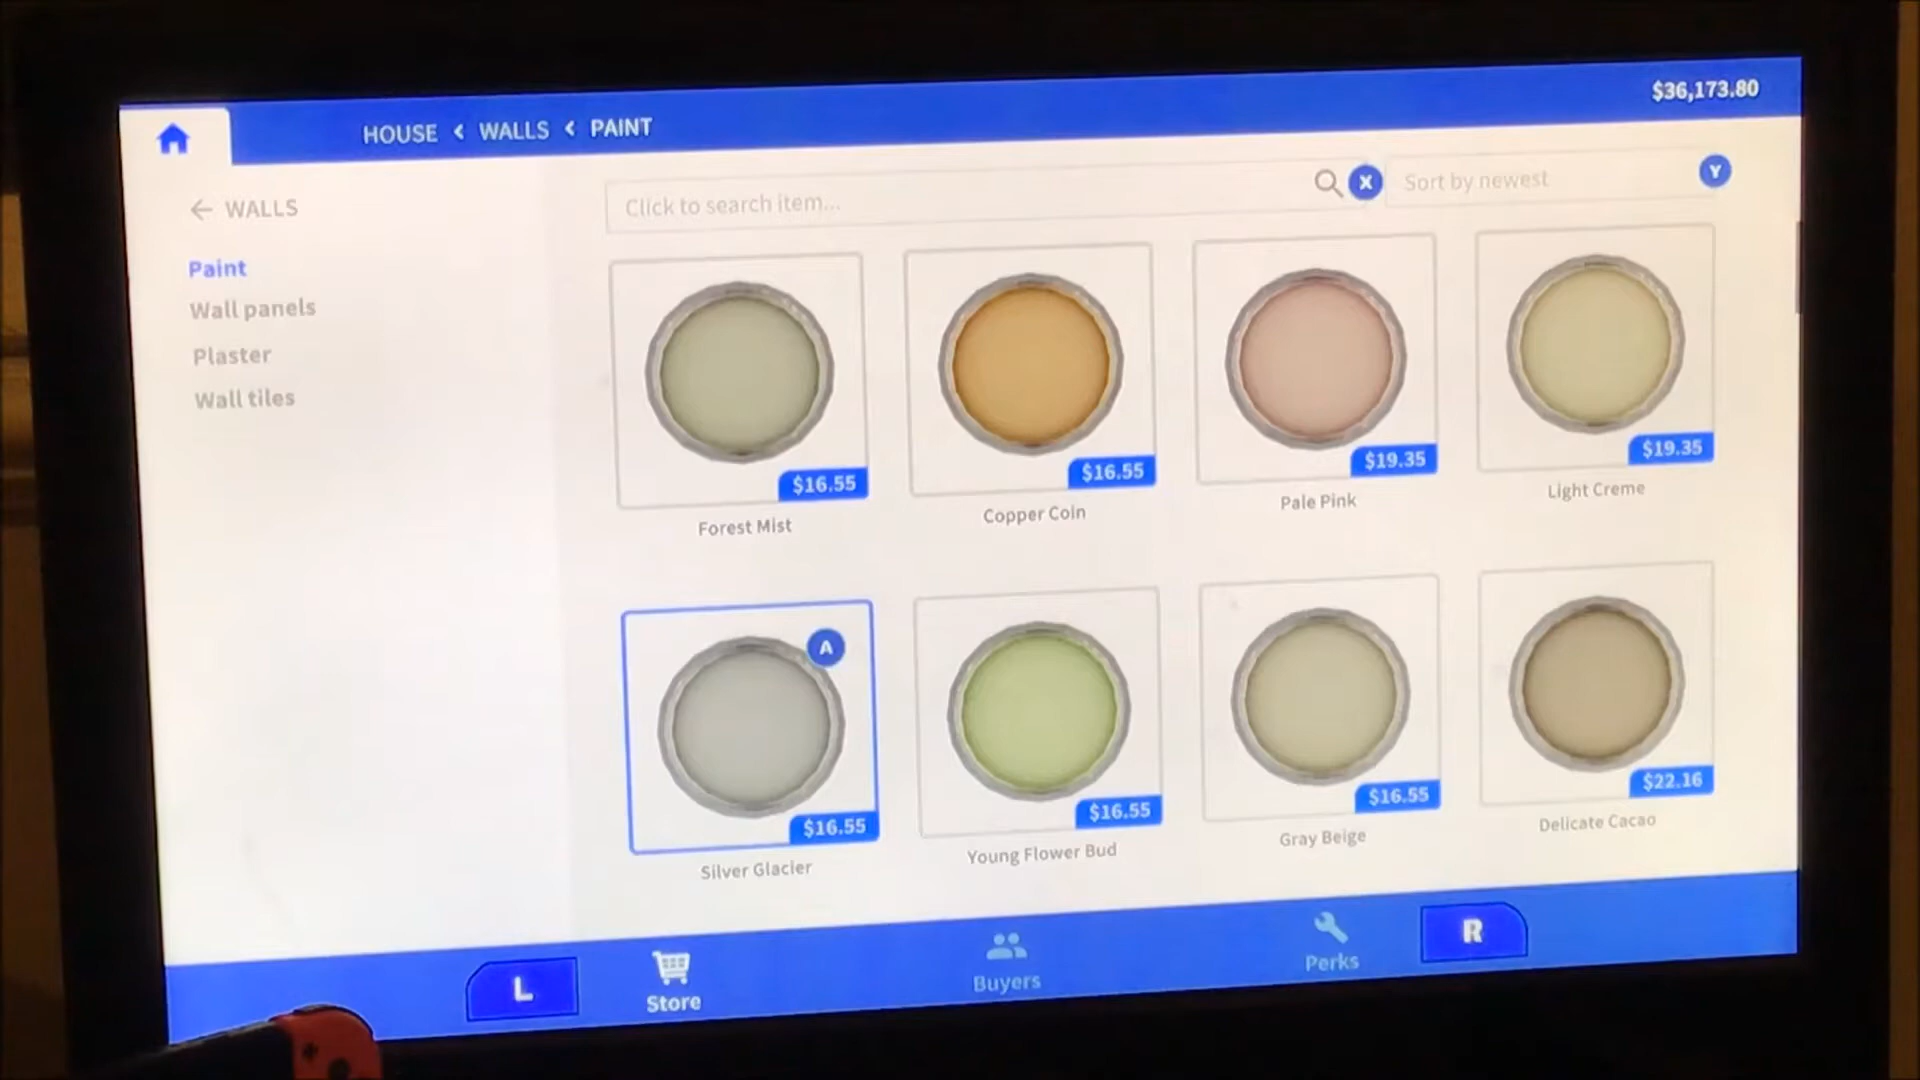 $36,173.80
HOUSE < WALLS < PAINT
Click to search item...
X
Sort by newest
Y
WALLS
Paint
Wall panels
Plaster
Wall tiles
$16.55
$16.55
$19.35
$19.35
Forest Mist
Copper Coin
Pale Pink
Light Creme
A
$16.55
$16.55
$16.55
$22.16
Silver Glacier
Young Flower Bud
Gray Beige
Delicate Cacao
L
Store
Buyers
Perks
R